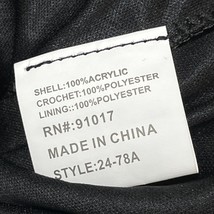 SHELL:100%ACRYLIC
CROCHET:100%POLYESTER
LINING::100%POLYESTER
RN#:91017
MADE IN CHINA
STYLE:24-78A